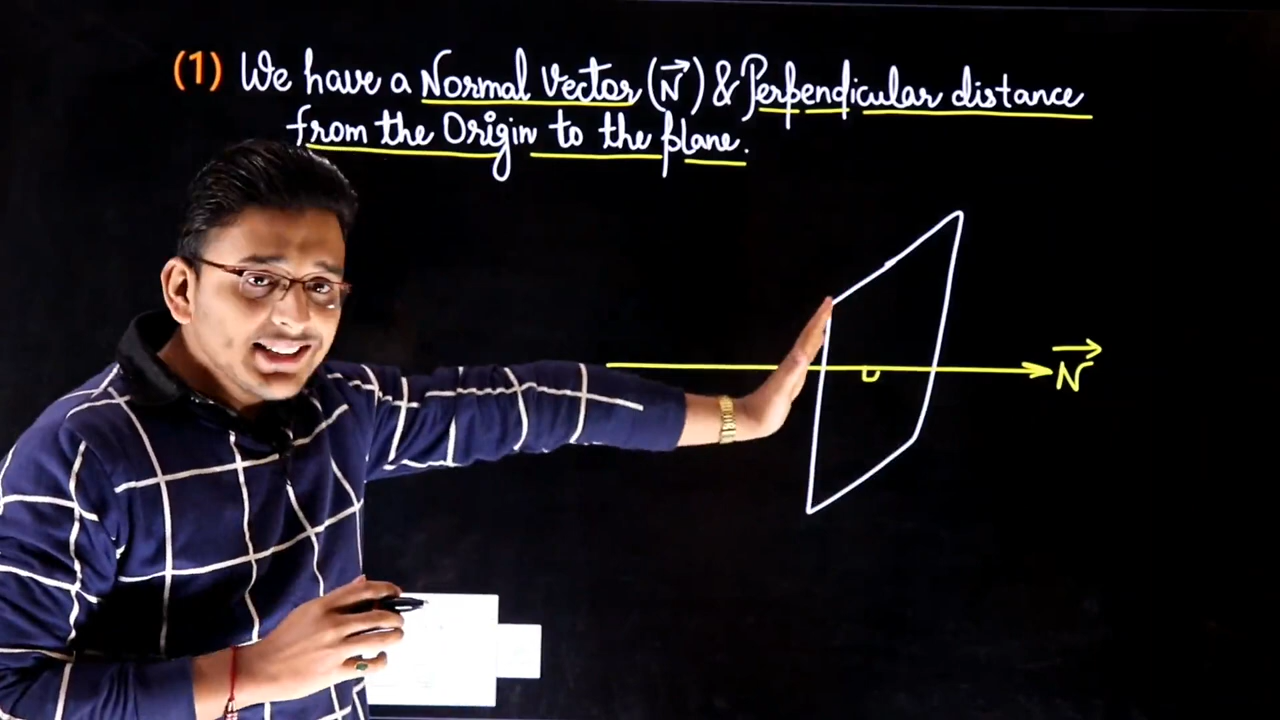 (1) We have a Normal Vector (N⃗) & Perpendicular distance
from the Origin to the plane.
N⃗